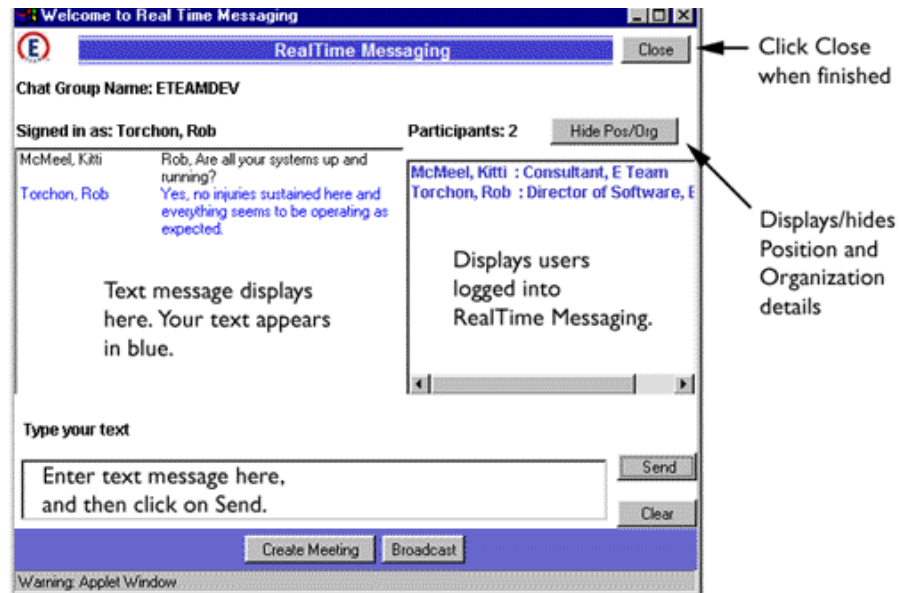 Welcome to Real Time Messaging
E
RealTime Messaging
Close
Click Close
when finished
Chat Group Name: ETEAMDEV
Signed in as: Torchon, Rob
Participants: 2
Hide Pos/Org
McMeel, Kitti
Rob, Are all your systems up and
running?
Torchon, Rob
Yes, no injuries sustained here and
everything seems to be operating as
expected.
McMeel, Kitti : Consultant, E Team
Torchon, Rob : Director of Software, E
Text message displays
here. Your text appears
in blue.
Displays users
logged into
RealTime Messaging.
Displays/hides
Position and
Organization
details
Type your text
Enter text message here,
and then click on Send.
Send
Clear
Create Meeting
Broadcast
Warning: Applet Window